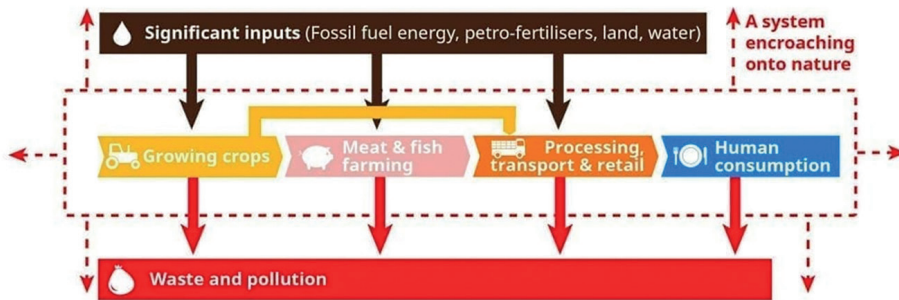 Significant inputs (Fossil fuel energy, petro-fertilisers, land, water)
A system
encroaching
onto nature
Growing crops
Meat & fish
farming
Processing,
transport & retail
Human
consumption
Waste and pollution